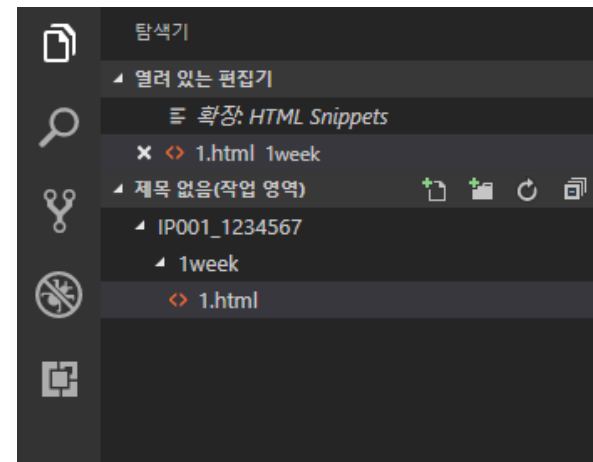 탐색기
열려 있는 편집기
확장: HTML Snippets
1.html 1week
제목 없음(작업 영역)
IP001_1234567
1week
1.html